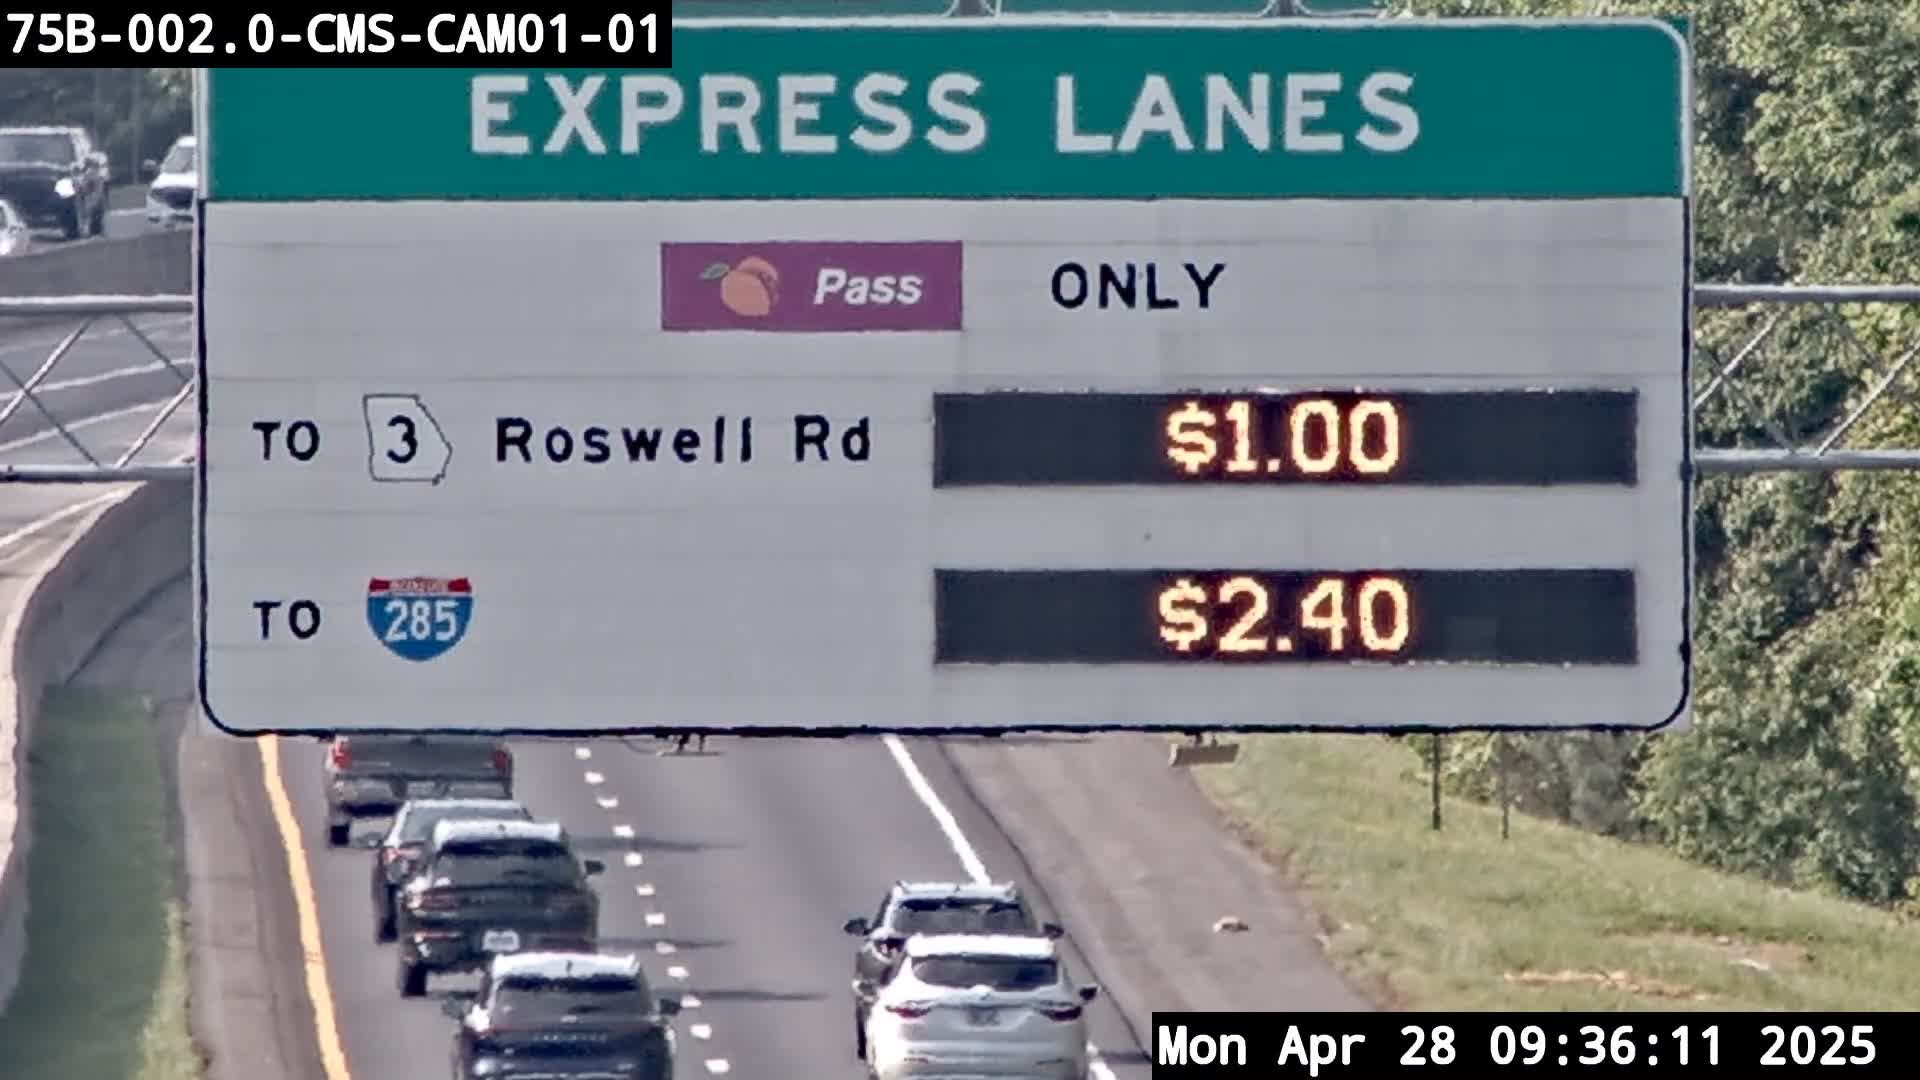 75B-002.0-CMS-CAM01-01
EXPRESS LANES
Pass ONLY
TO 3 Roswell Rd $1.00
TO 285 $2.40
Mon Apr 28 09:36:11 2025